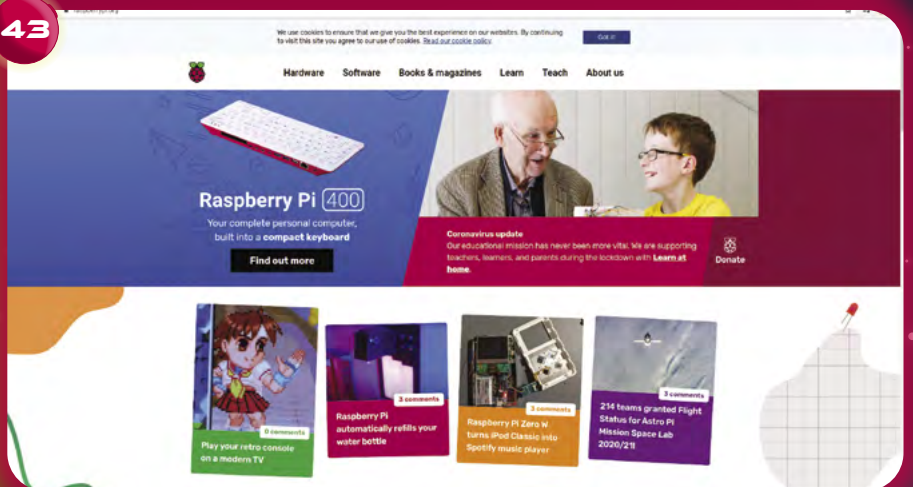 43
We use cookies to ensure that we give you the best experience on our websites. By continuing
to visit this site you agree to our use of cookies. Read our cookie policy.
Got it!
Hardware Software Books & magazines Learn Teach About us
Raspberry Pi 400
Your complete personal computer,
built into a compact keyboard
Find out more
Coronavirus update
Our educational mission has never been more vital. We are supporting
teachers, learners, and parents during the lockdown with Learn at
home.
Donate
0 comments
Play your retro console
on a modern TV
3 comments
Raspberry Pi
automatically refills your
water bottle
3 comments
Raspberry Pi Zero W
turns iPod Classic into
Spotify music player
3 comments
214 teams granted Flight
Status for Astro Pi
Mission Space Lab
2020/21!